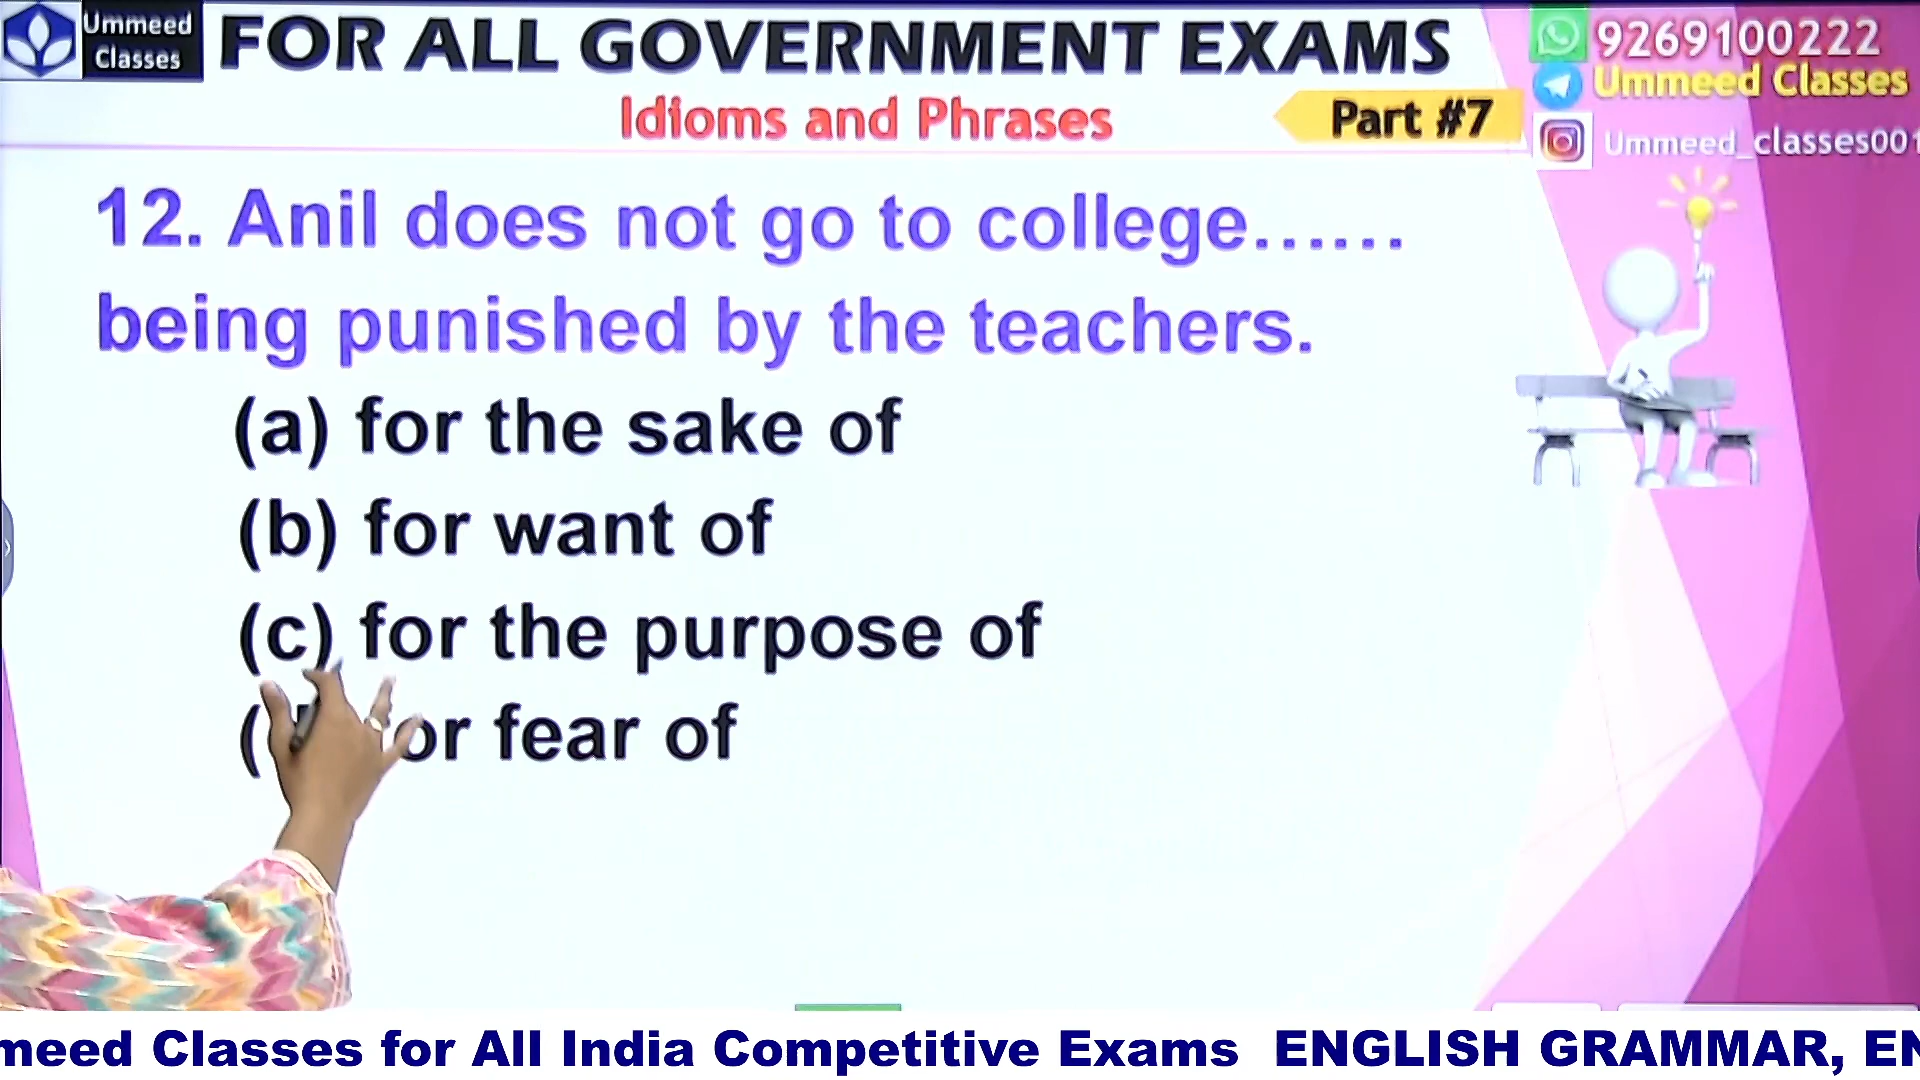 Ummeed
Classes
FOR ALL GOVERNMENT EXAMS
9269100222
Ummeed Classes
Idioms and Phrases
Part #7
Ummeed_classes001
12. Anil does not go to college......
being punished by the teachers.
(a) for the sake of
(b) for want of
(c) for the purpose of
fear of
meed Classes for All India Competitive Exams ENGLISH GRAMMAR, EN